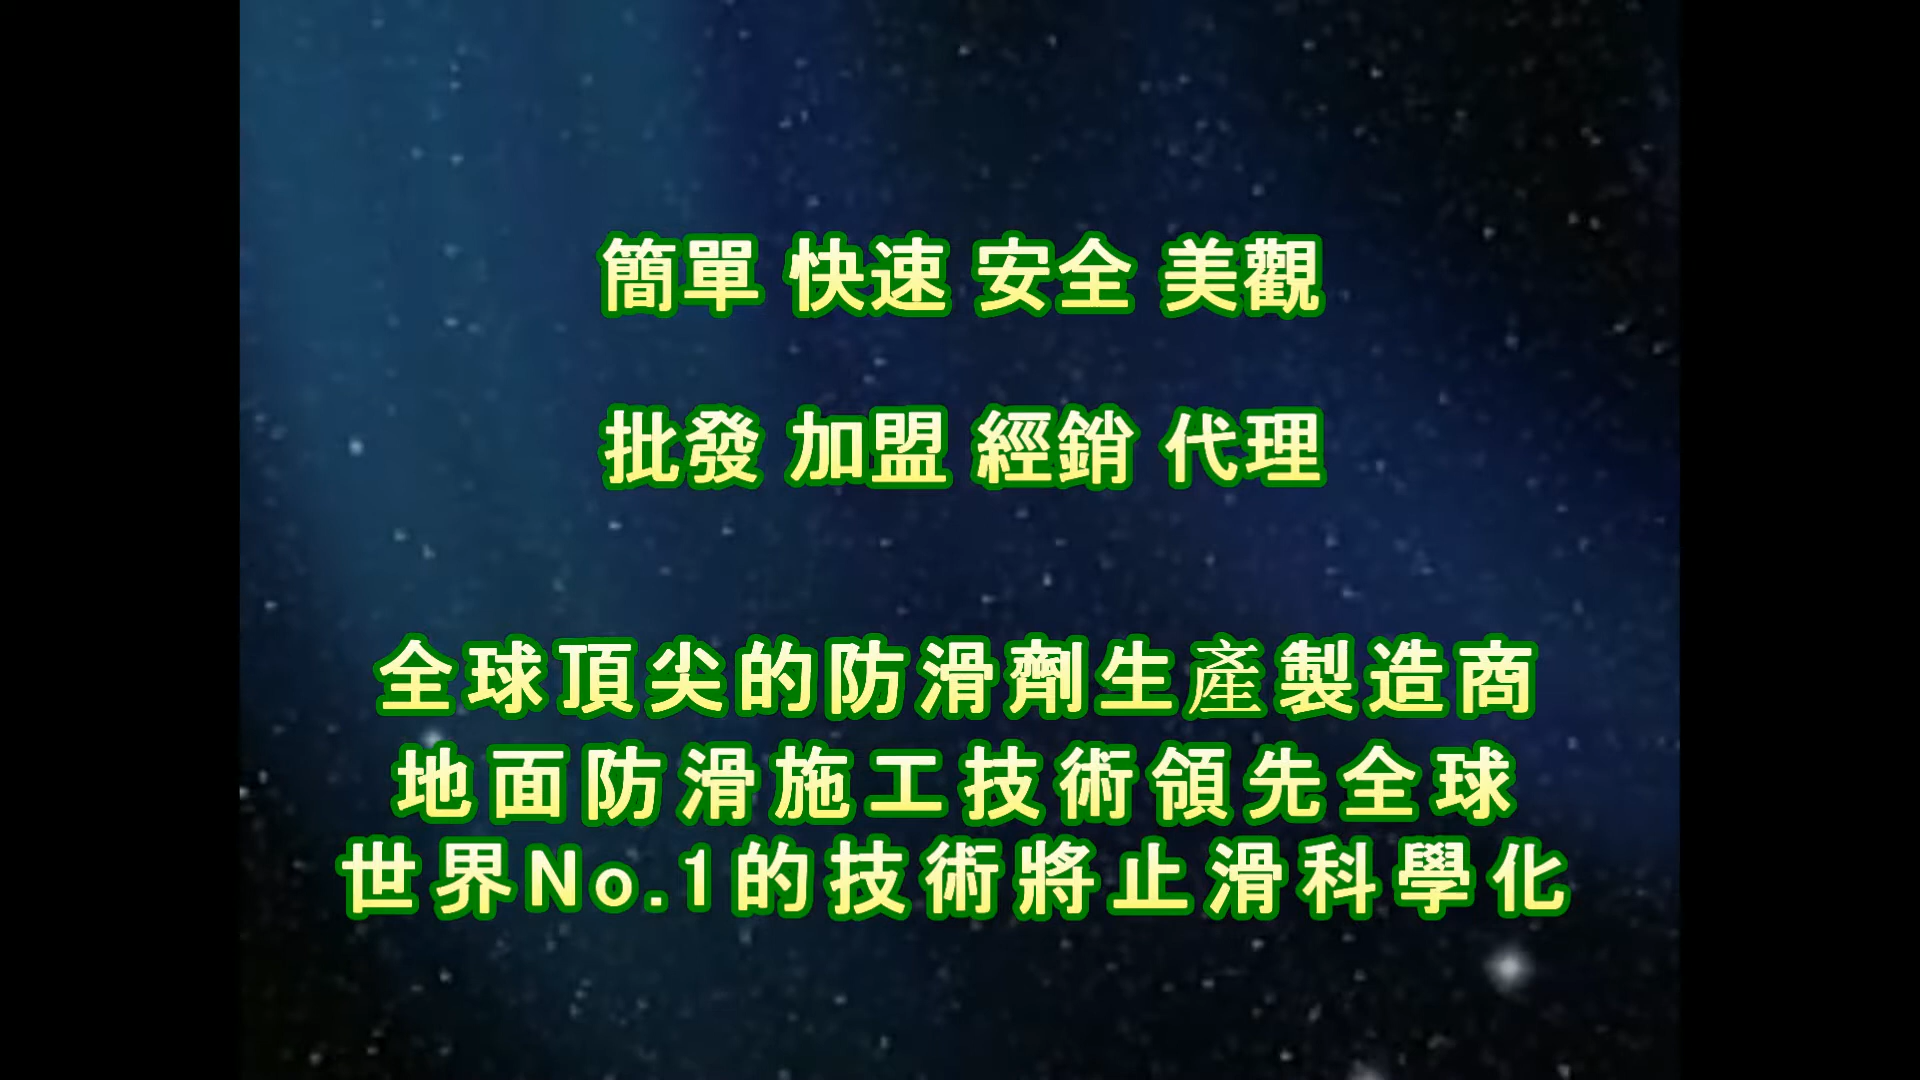 簡單 快速 安全 美觀
批發 加盟 經銷 代理
全球頂尖的防滑劑生產製造商
地面防滑施工技術領先全球
世界No.1的技術將止滑科學化